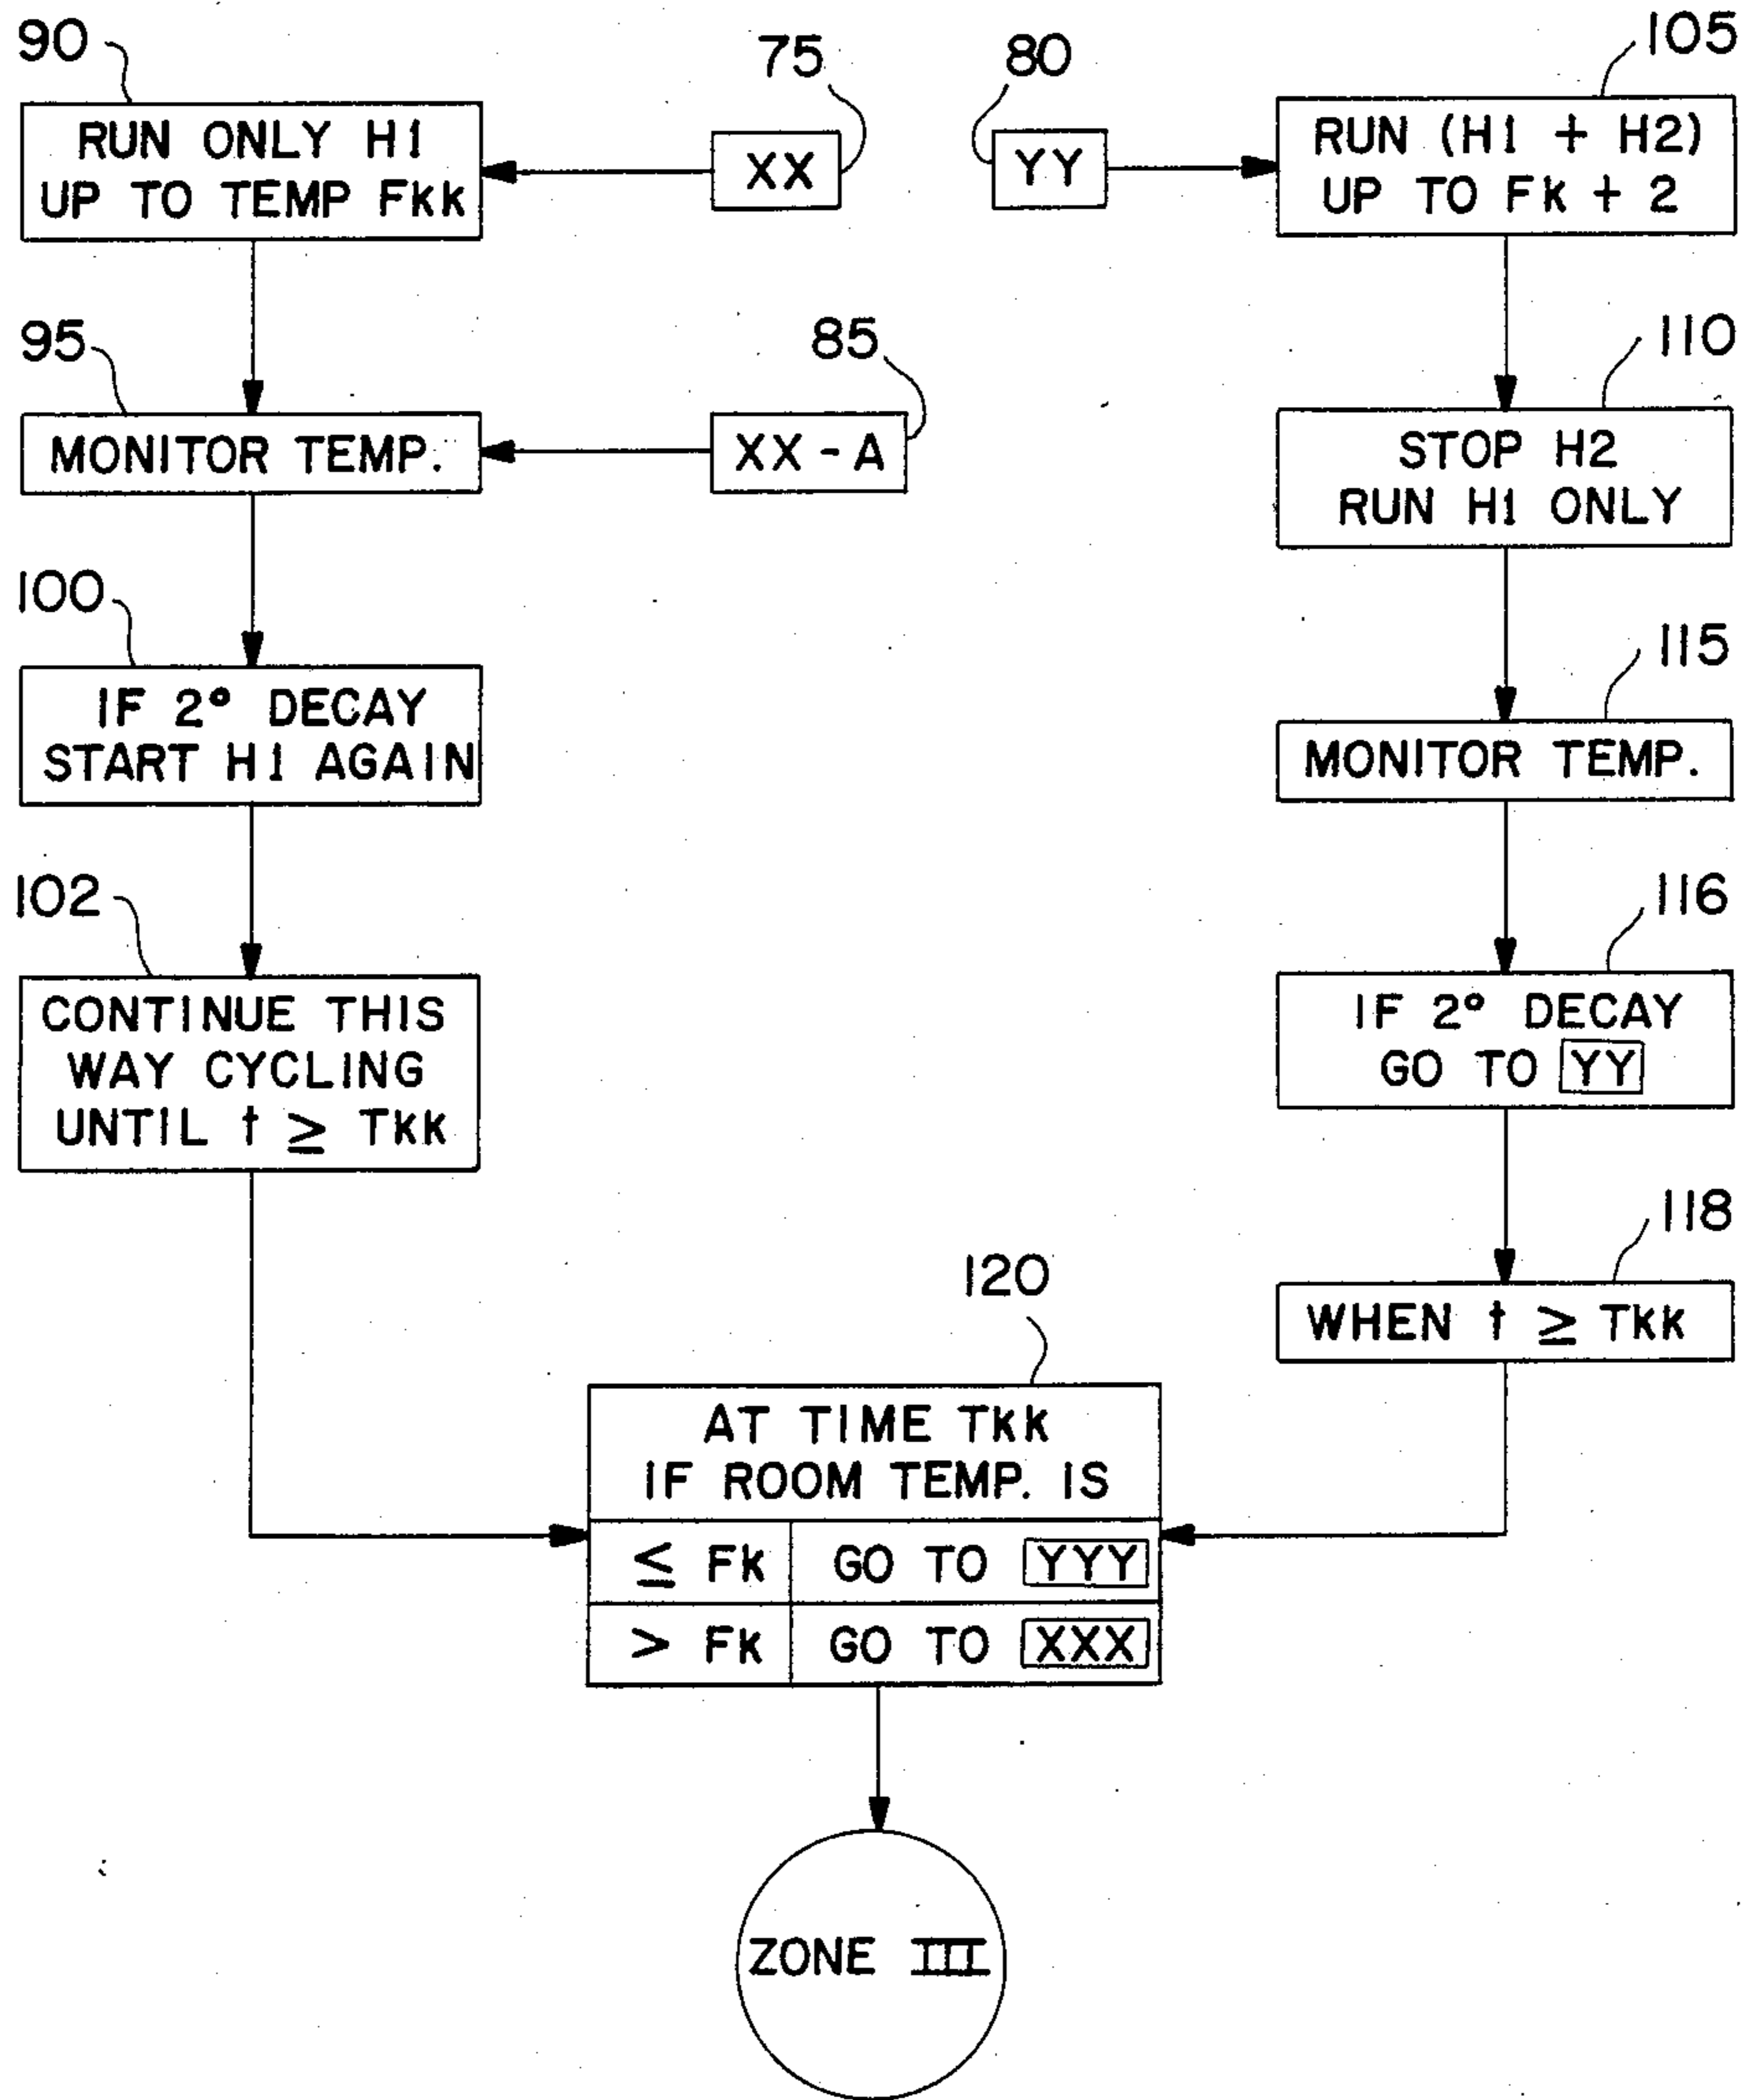 90
75
80
105
RUN ONLY H1
UP TO TEMP FKK
XX
YY
RUN (H1 + H2)
UP TO FK + 2
95
85
110
MONITOR TEMP.
XX - A
STOP H2
RUN H1 ONLY
100
115
IF 2° DECAY
START H1 AGAIN
MONITOR TEMP.
102
116
CONTINUE THIS
WAY CYCLING
UNTIL t ≥ TKK
IF 2° DECAY
GO TO YY
118
WHEN t ≥ TKK
120
AT TIME TKK
IF ROOM TEMP. IS
≤ FK GO TO YYY
> FK GO TO XXX
ZONE III